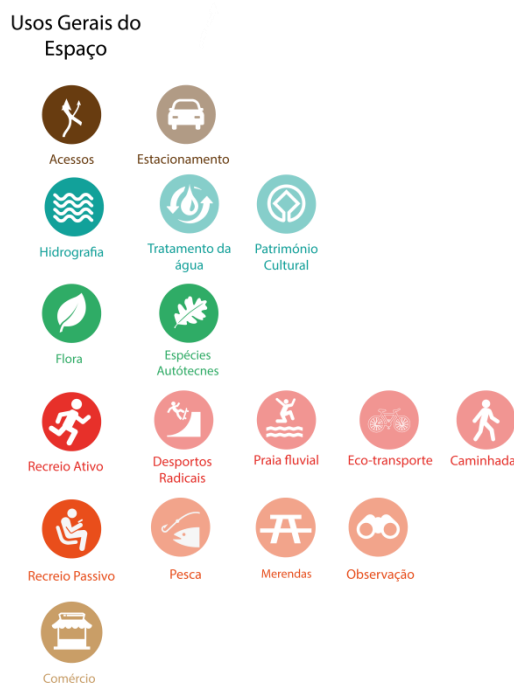 Usos Gerais do
Espaço
Acessos
Estacionamento
Hidrografia
Tratamento da
água
Património
Cultural
Flora
Espécies
Autótecnes
Recreio Ativo
Desportos
Radicais
Praia fluvial
Eco-transporte
Caminhada
Recreio Passivo
Pesca
Merendas
Observação
Comércio